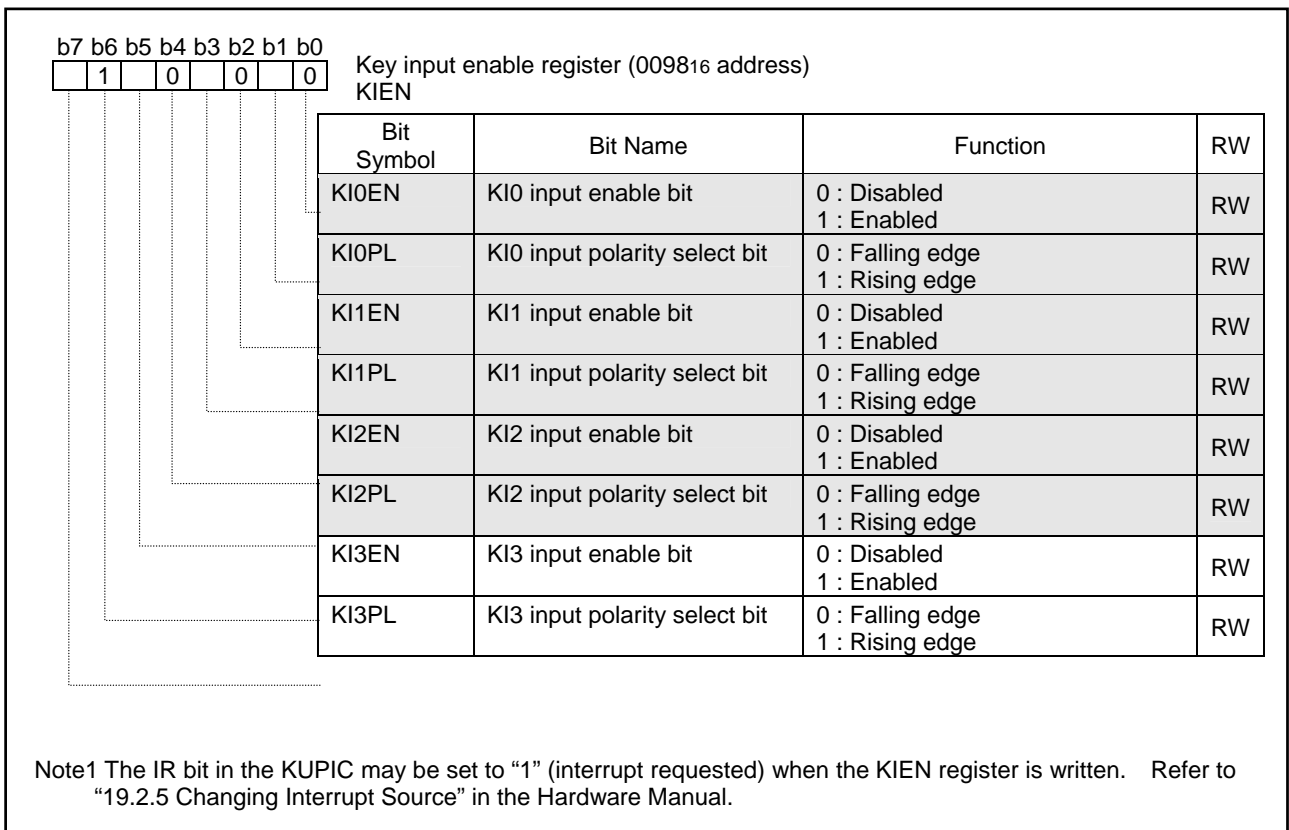 b7 b6 b5 b4 b3 b2 b1 b0
1 0 0 0
Key input enable register (009816 address)
KIEN
Bit Symbol Bit Name Function RW
KI0EN KI0 input enable bit 0 : Disabled RW
1 : Enabled
KI0PL KI0 input polarity select bit 0 : Falling edge RW
1 : Rising edge
KI1EN KI1 input enable bit 0 : Disabled RW
1 : Enabled
KI1PL KI1 input polarity select bit 0 : Falling edge RW
1 : Rising edge
KI2EN KI2 input enable bit 0 : Disabled RW
1 : Enabled
KI2PL KI2 input polarity select bit 0 : Falling edge RW
1 : Rising edge
KI3EN KI3 input enable bit 0 : Disabled RW
1 : Enabled
KI3PL KI3 input polarity select bit 0 : Falling edge RW
1 : Rising edge
Note1 The IR bit in the KUPIC may be set to “1” (interrupt requested) when the KIEN register is written. Refer to
“19.2.5 Changing Interrupt Source” in the Hardware Manual.